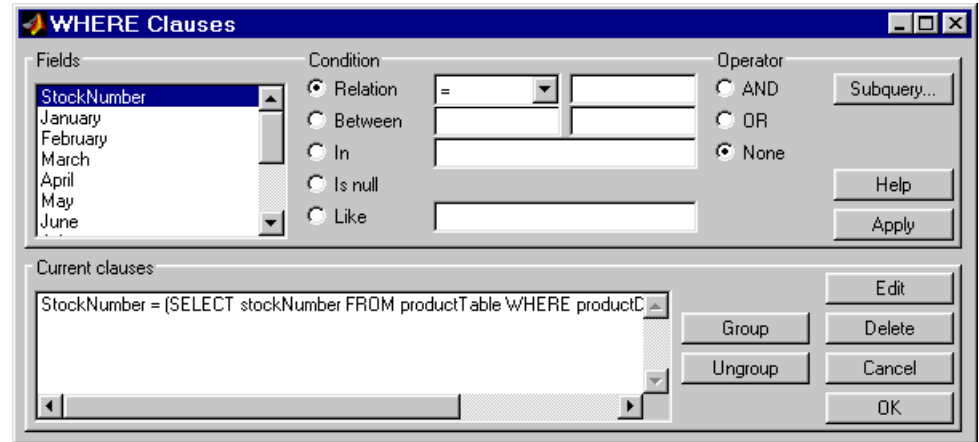 WHERE Clauses
Fields
StockNumber
January
February
March
April
May
June
Condition
Relation
=
Between
In
Is null
Like
Operator
AND
OR
None
Subquery...
Help
Apply
Current clauses
StockNumber = (SELECT stockNumber FROM productTable WHERE
Group
Ungroup
Edit
Delete
Cancel
OK